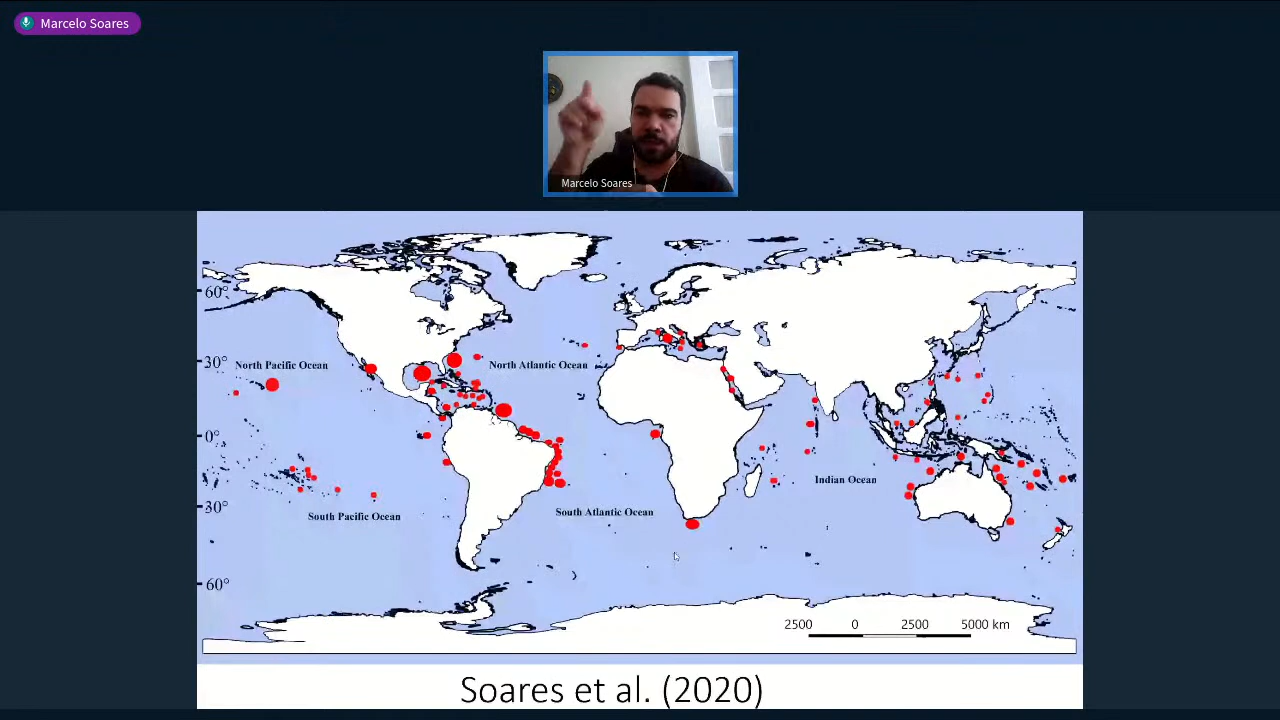 Marcelo Soares
Marcelo Soares
60°
30°
North Pacific Ocean
North Atlantic Ocean
0°
Indian Ocean
30°
South Pacific Ocean
South Atlantic Ocean
60°
2500 0 2500 5000 km
Soares et al. (2020)